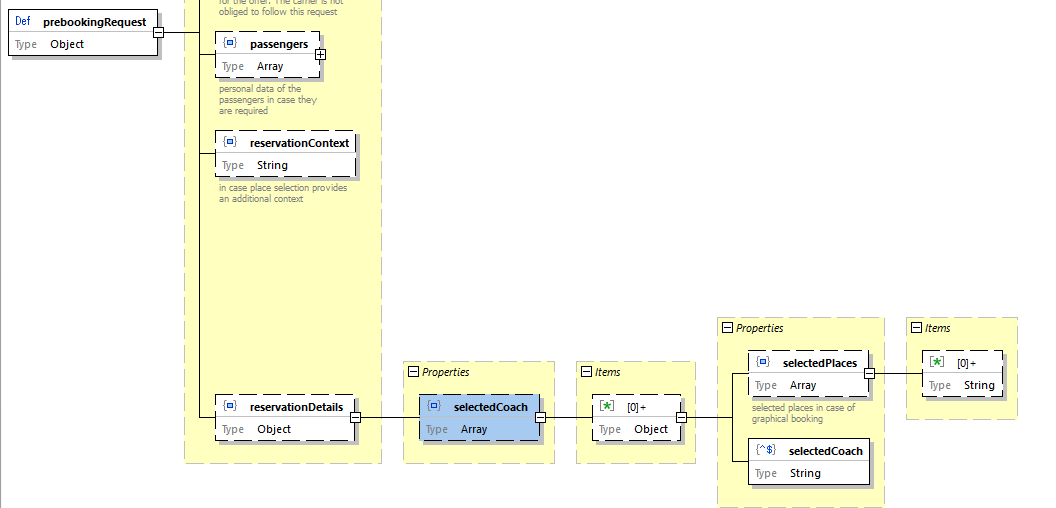 for the offer. The carrier is not
obliged to follow this request
Def prebookingRequest
Type Object
passengers
Type Array
personal data of the
passengers in case they
are required
reservationContext
Type String
in case place selection provides
an additional context
reservationDetails
Type Object
Properties
selectedCoach
Type Array
Items
[0]+
Type Object
Properties
selectedPlaces
Type Array
selected places in case of
graphical booking
selectedCoach
Type String
Items
[0]+
Type String